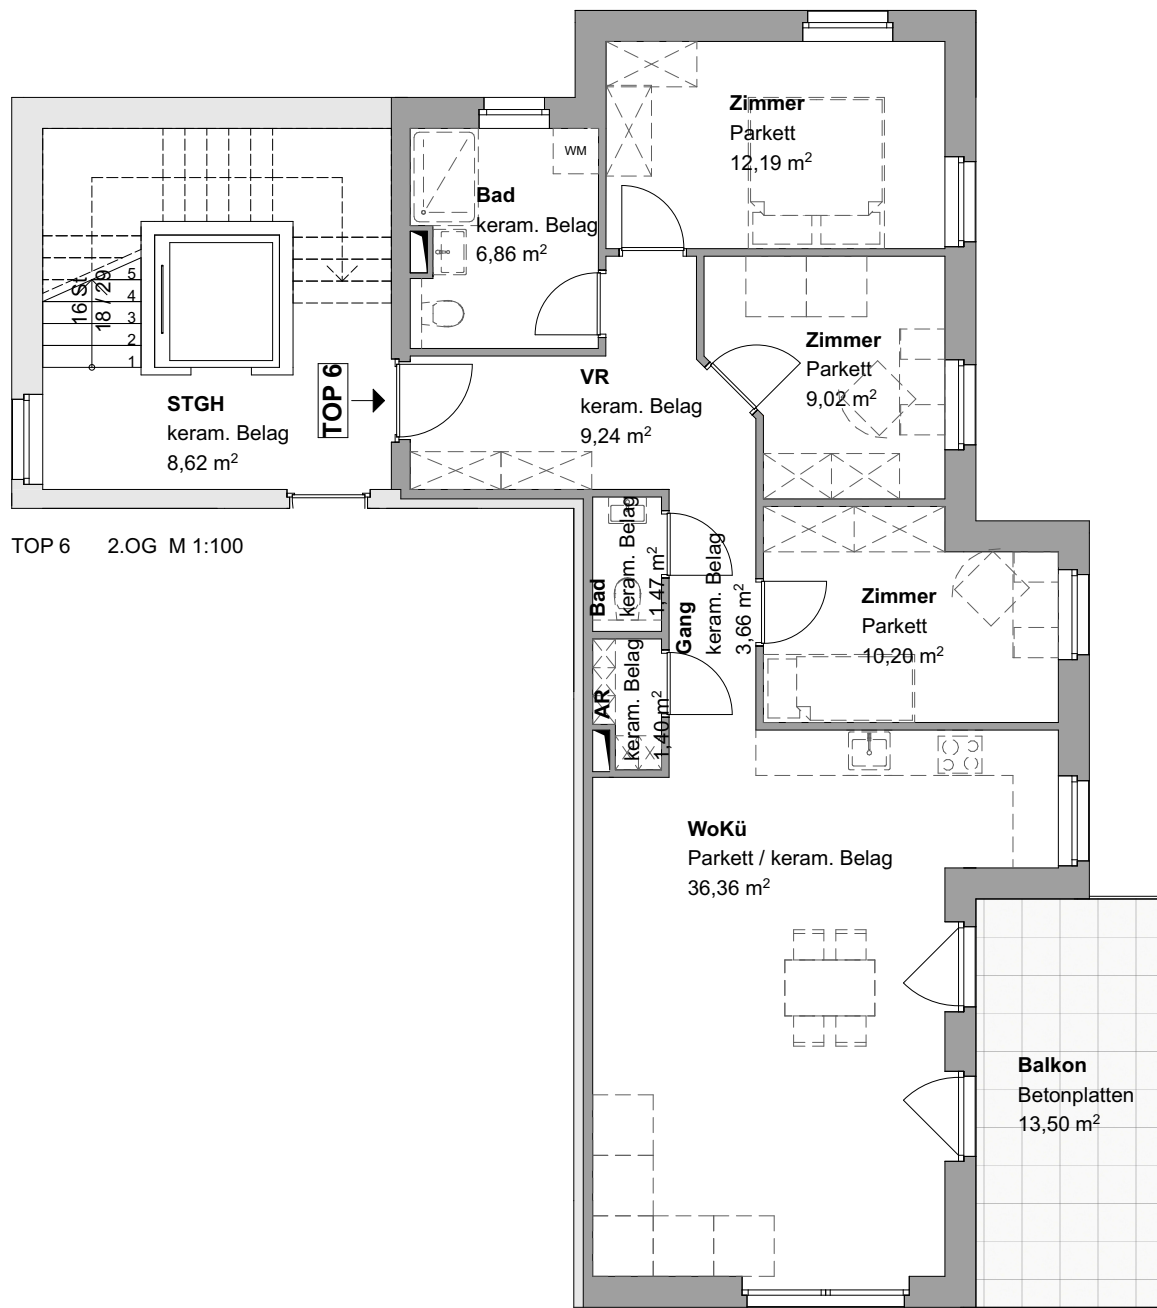 Zimmer
Parkett
12,19 m²
WM
Bad
keram. Belag
6,86 m²
16 St
18 / 29
5
4
3
2
1
STGH
keram. Belag
8,62 m²
TOP 6
VR
keram. Belag
9,24 m²
Zimmer
Parkett
9,02 m²
TOP 6 2.OG M 1:100
Bad
keram. Belag
1,47 m²
Gang
keram. Belag
3,66 m²
Zimmer
Parkett
10,20 m²
AR
keram. Belag
1,40 m²
WoKü
Parkett / keram. Belag
36,36 m²
Balkon
Betonplatten
13,50 m²